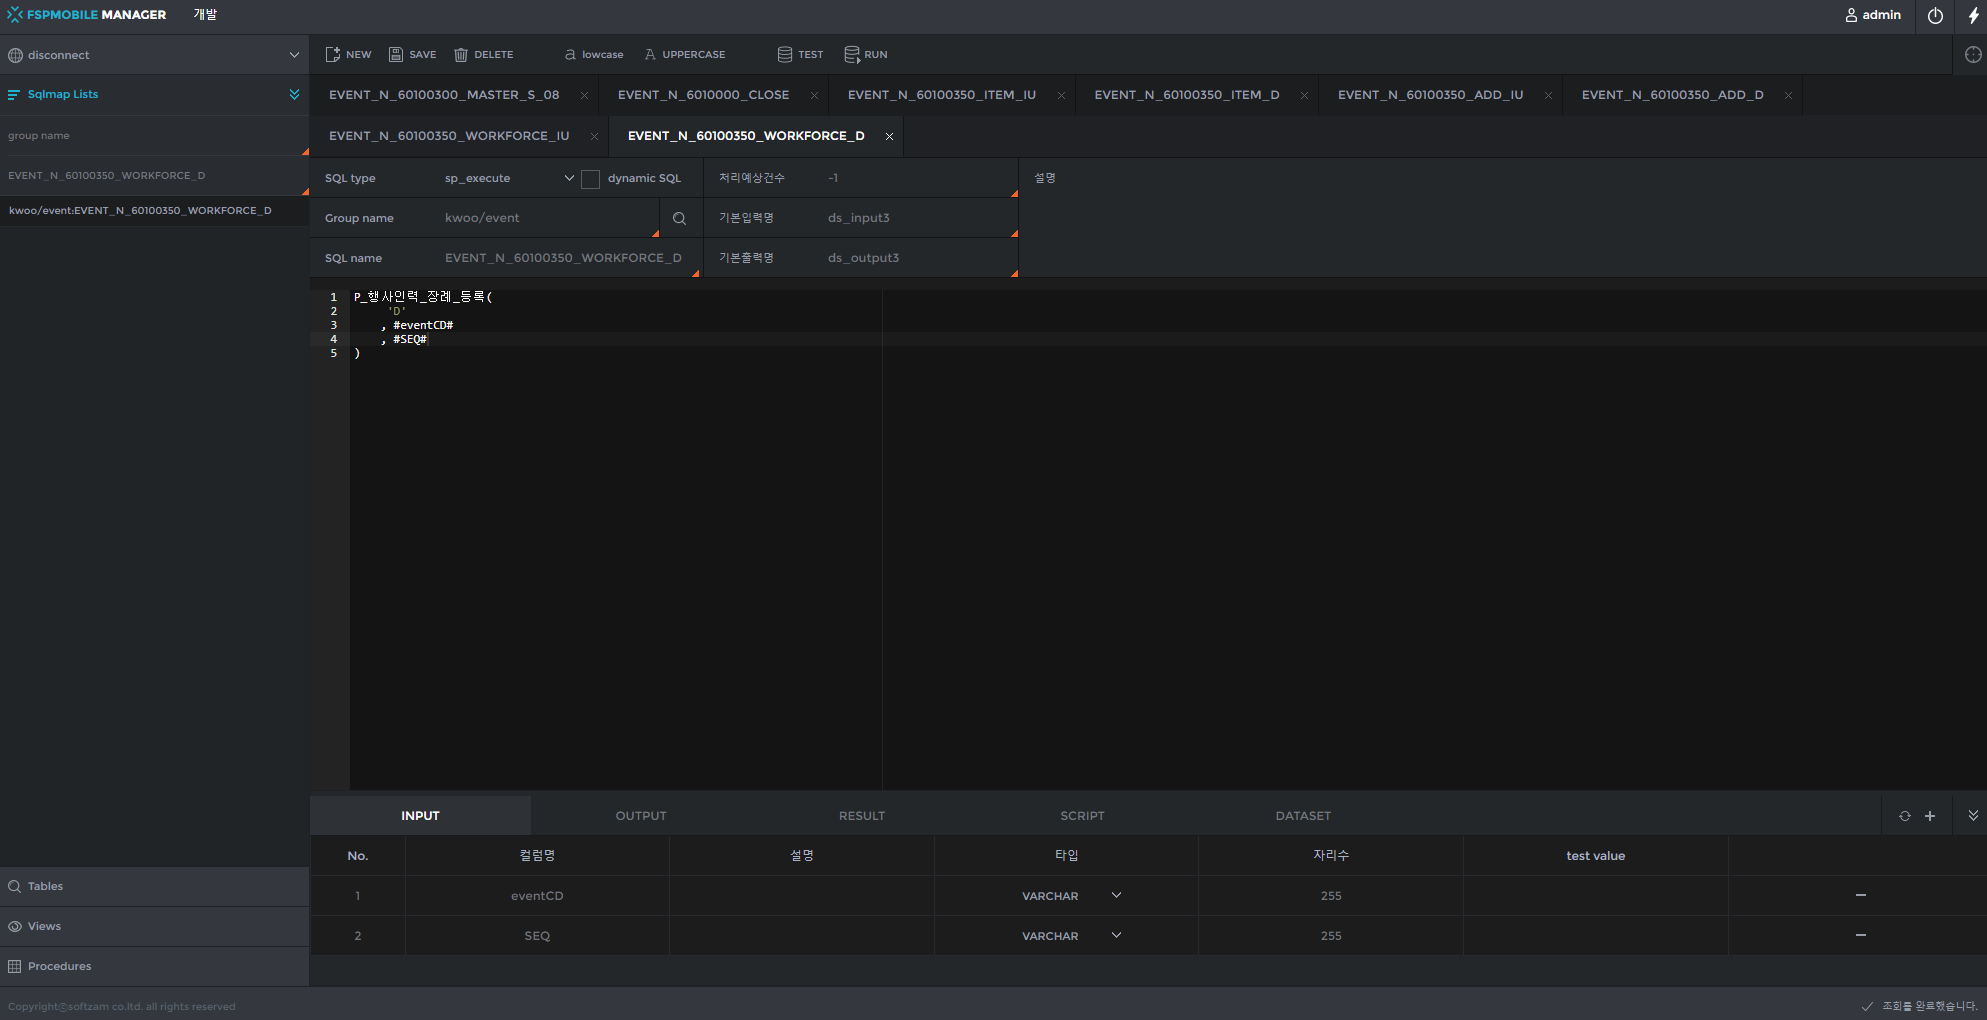 FSPMOBILE MANAGER 개발 admin
disconnect
NEW SAVE DELETE lowcase UPPERCASE TEST RUN
Sqlmap Lists
group name
EVENT_N_60100350_WORKFORCE_D
kwoo/event:EVENT_N_60100350_WORKFORCE_D
EVENT_N_60100300_MASTER_S_08 EVENT_N_6010000_CLOSE EVENT_N_60100350_ITEM_IU EVENT_N_60100350_ITEM_D EVENT_N_60100350_ADD_IU EVENT_N_60100350_ADD_D
EVENT_N_60100350_WORKFORCE_IU EVENT_N_60100350_WORKFORCE_D
SQL type sp_execute dynamic SQL 처리예상건수 -1 설명
Group name kwoo/event 기본입력명 ds_input3
SQL name EVENT_N_60100350_WORKFORCE_D 기본출력명 ds_output3
1 P_행사인력_장례_등록(
2 'D'
3 , #eventCD#
4 , #SEQ#
5 )
INPUT OUTPUT RESULT SCRIPT DATASET
No. 컬럼명 설명 타입 자리수 test value
1 eventCD VARCHAR 255
2 SEQ VARCHAR 255
Tables
Views
Procedures
Copyrightⓒsoftzam co.ltd. all rights reserved 조회를 완료했습니다.